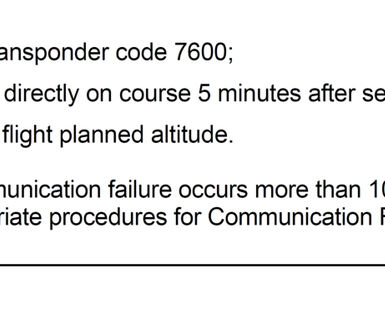 ansponder code 7600;
directly on course 5 minutes after se
flight planned altitude.
nunication failure occurs more than 10
riate procedures for Communication F